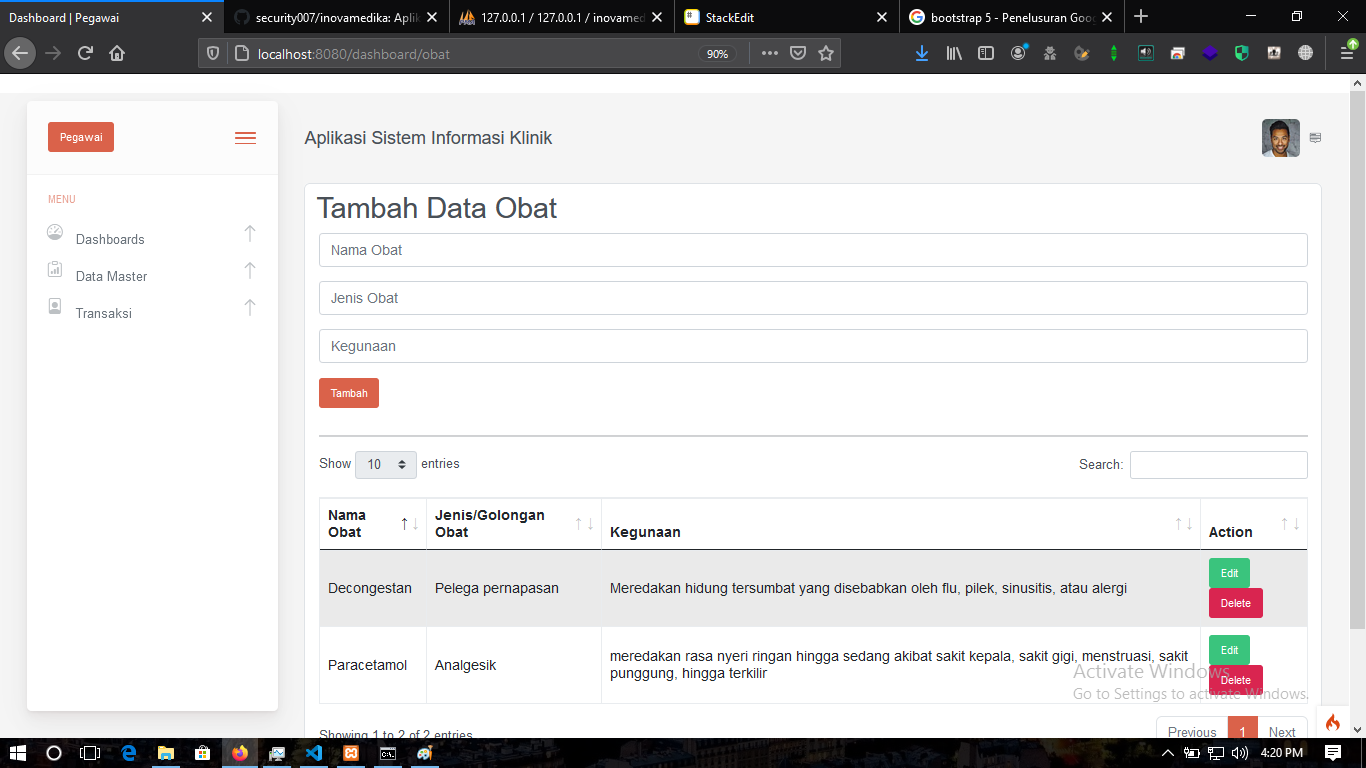 Dashboard | Pegawai
security007/inovamedika: Aplik
127.0.0.1 / 127.0.0.1 / inovamed
StackEdit
bootstrap 5 - Penelusuran Goog
localhost:8080/dashboard/obat
90%
Pegawai
Aplikasi Sistem Informasi Klinik
MENU
Dashboards
Data Master
Transaksi
Tambah Data Obat
Nama Obat
Jenis Obat
Kegunaan
Tambah
Show 10 entries
Search:
Nama Obat
Jenis/Golongan Obat
Kegunaan
Action
Decongestan
Pelega pernapasan
Meredakan hidung tersumbat yang disebabkan oleh flu, pilek, sinusitis, atau alergi
Edit
Delete
Paracetamol
Analgesik
meredakan rasa nyeri ringan hingga sedang akibat sakit kepala, sakit gigi, menstruasi, sakit
punggung, hingga terkilir
Edit
Delete
Activate Windows
Go to Settings to activate Windows.
Showing 1 to 2 of 2 entries
Previous 1 Next
4:20 PM